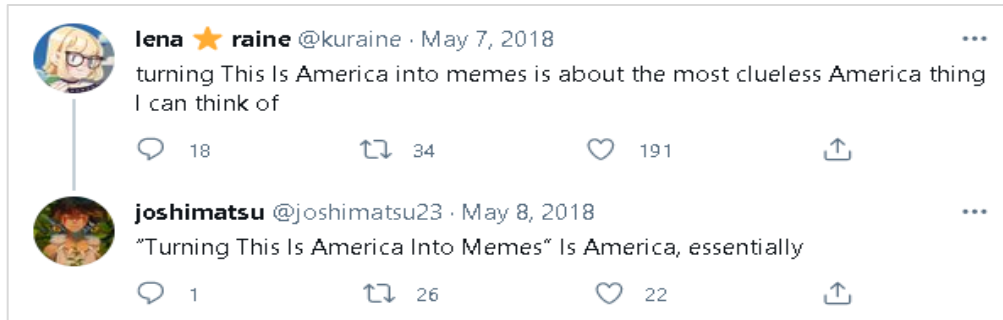 lena ⭐ raine @kuraine · May 7, 2018
turning This Is America into memes is about the most clueless America thing
I can think of
18 34 191
joshimatsu @joshimatsu23 · May 8, 2018
"Turning This Is America Into Memes" Is America, essentially
1 26 22